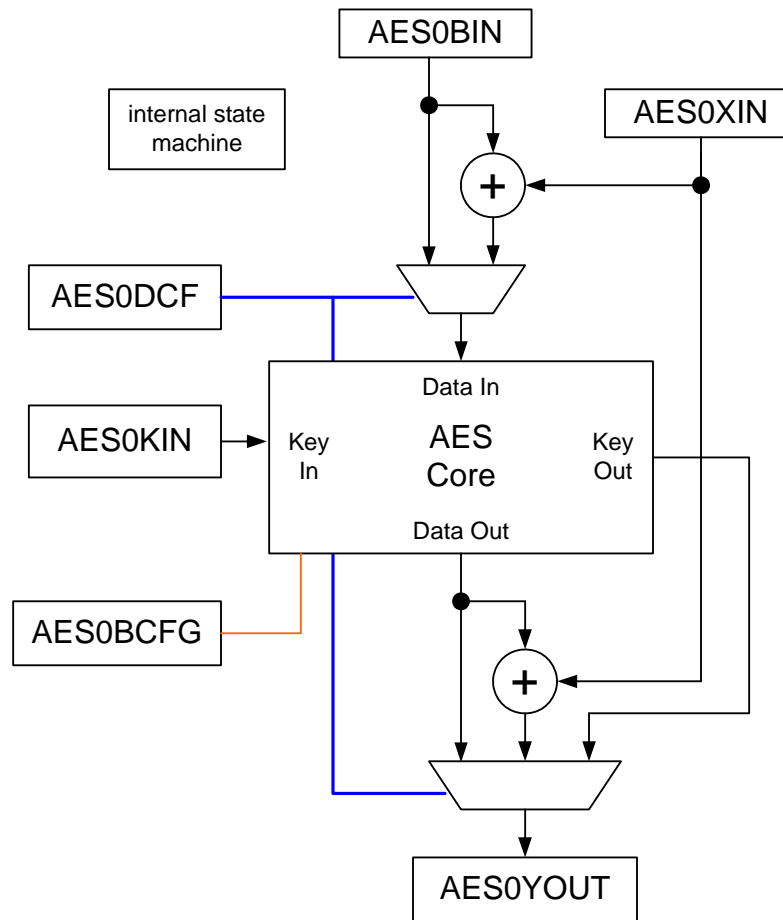 AES0BIN
internal state
machine
AES0XIN
+
AES0DCF
Data In
AES0KIN
Key
In
AES
Core
Key
Out
Data Out
AES0BCFG
+
AES0YOUT